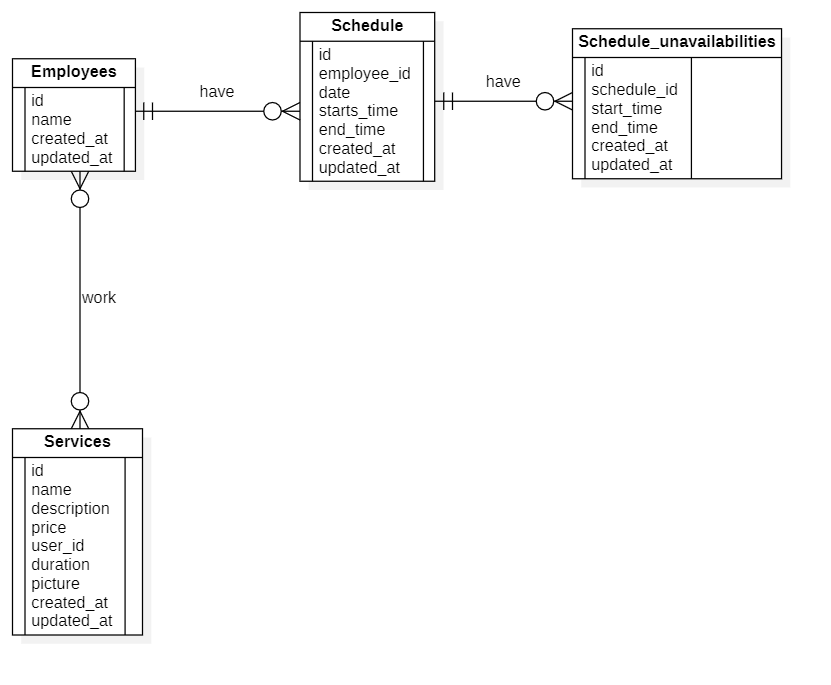 Employees
id
name
created_at
updated_at
have
Schedule
id
employee_id
date
starts_time
end_time
created_at
updated_at
have
Schedule_unavailabilities
id
schedule_id
start_time
end_time
created_at
updated_at
work
Services
id
name
description
price
user_id
duration
picture
created_at
updated_at